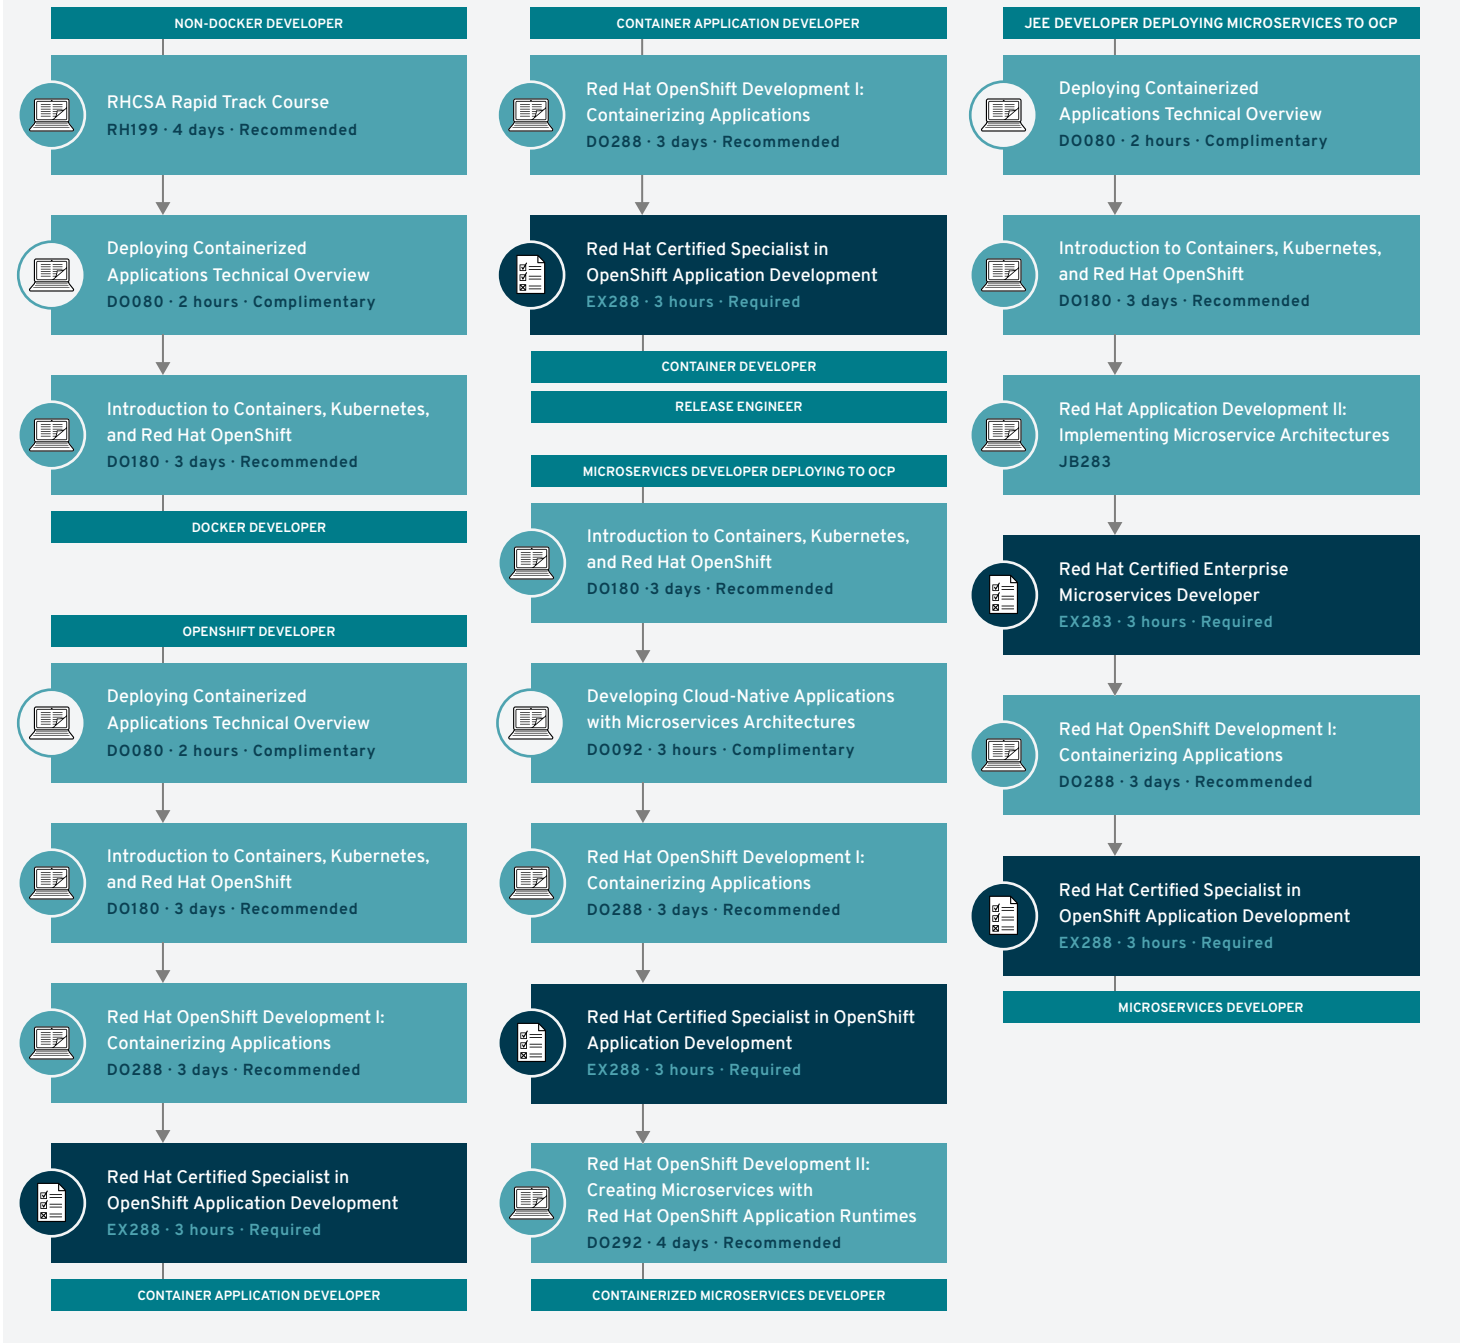 NON-DOCKER DEVELOPER
RHCSA Rapid Track Course
RH199 · 4 days · Recommended
Deploying Containerized
Applications Technical Overview
DO080 · 2 hours · Complimentary
Introduction to Containers, Kubernetes,
and Red Hat OpenShift
DO180 · 3 days · Recommended
DOCKER DEVELOPER
OPENSHIFT DEVELOPER
Deploying Containerized
Applications Technical Overview
DO080 · 2 hours · Complimentary
Introduction to Containers, Kubernetes,
and Red Hat OpenShift
DO180 · 3 days · Recommended
Red Hat OpenShift Development I:
Containerizing Applications
DO288 · 3 days · Recommended
Red Hat Certified Specialist in
OpenShift Application Development
EX288 · 3 hours · Required
CONTAINER APPLICATION DEVELOPER
CONTAINER APPLICATION DEVELOPER
Red Hat OpenShift Development I:
Containerizing Applications
DO288 · 3 days · Recommended
Red Hat Certified Specialist in
OpenShift Application Development
EX288 · 3 hours · Required
CONTAINER DEVELOPER
RELEASE ENGINEER
MICROSERVICES DEVELOPER DEPLOYING TO OCP
Introduction to Containers, Kubernetes,
and Red Hat OpenShift
DO180 ·3 days · Recommended
Developing Cloud-Native Applications
with Microservices Architectures
DO092 · 3 hours · Complimentary
Red Hat OpenShift Development I:
Containerizing Applications
DO288 · 3 days · Recommended
Red Hat Certified Specialist in OpenShift
Application Development
EX288 · 3 hours · Required
Red Hat OpenShift Development II:
Creating Microservices with
Red Hat OpenShift Application Runtimes
DO292 · 4 days · Recommended
CONTAINERIZED MICROSERVICES DEVELOPER
JEE DEVELOPER DEPLOYING MICROSERVICES TO OCP
Deploying Containerized
Applications Technical Overview
DO080 · 2 hours · Complimentary
Introduction to Containers, Kubernetes,
and Red Hat OpenShift
DO180 · 3 days · Recommended
Red Hat Application Development II:
Implementing Microservice Architectures
JB283
Red Hat Certified Enterprise
Microservices Developer
EX283 · 3 hours · Required
Red Hat OpenShift Development I:
Containerizing Applications
DO288 · 3 days · Recommended
Red Hat Certified Specialist in
OpenShift Application Development
EX288 · 3 hours · Required
MICROSERVICES DEVELOPER